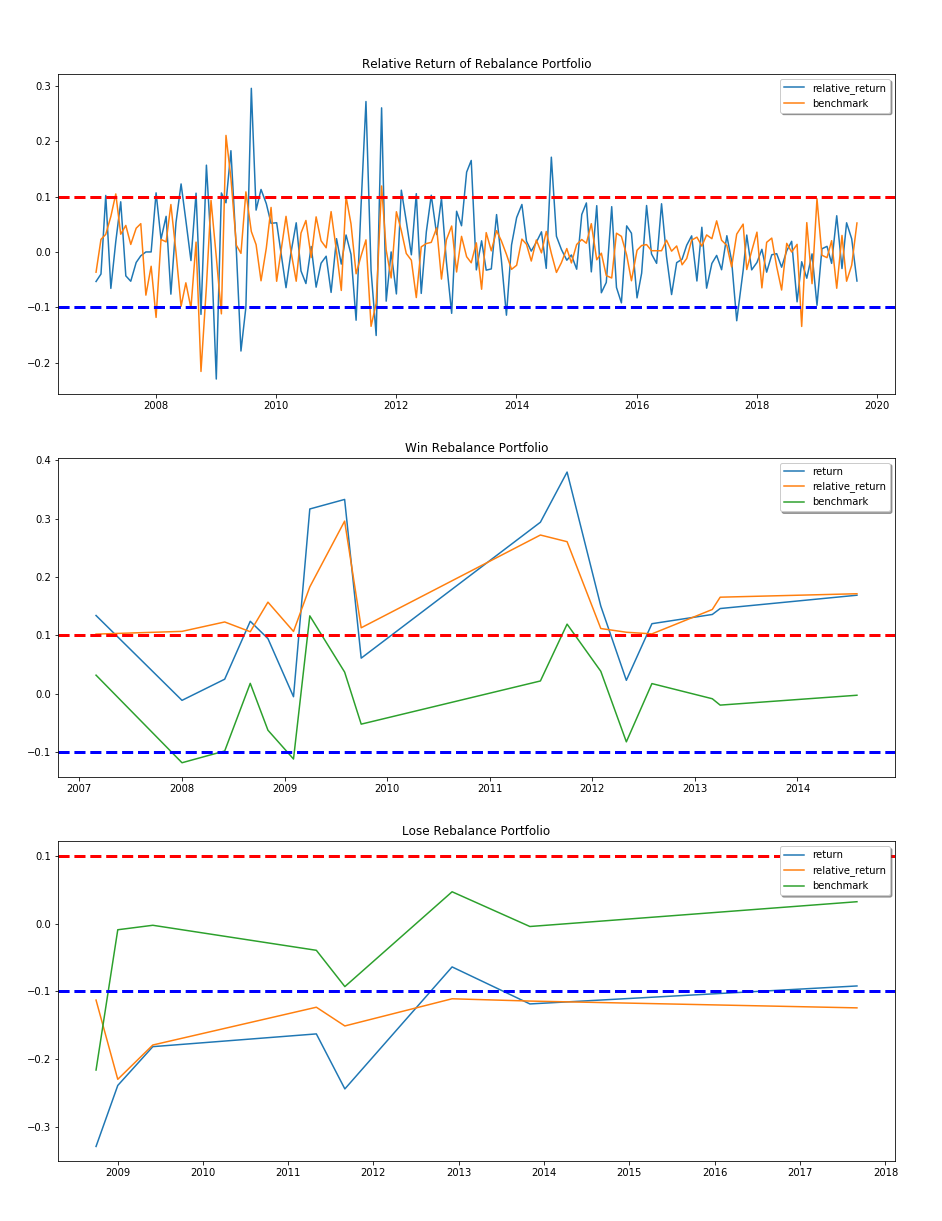 Relative Return of Rebalance Portfolio
relative_return
benchmark
0.3
0.2
0.1
0.0
−0.1
−0.2
2008 2010 2012 2014 2016 2018 2020
Win Rebalance Portfolio
return
relative_return
benchmark
0.4
0.3
0.2
0.1
0.0
−0.1
2007 2008 2009 2010 2011 2012 2013 2014
Lose Rebalance Portfolio
return
relative_return
benchmark
0.1
0.0
−0.1
−0.2
−0.3
2009 2010 2011 2012 2013 2014 2015 2016 2017 2018